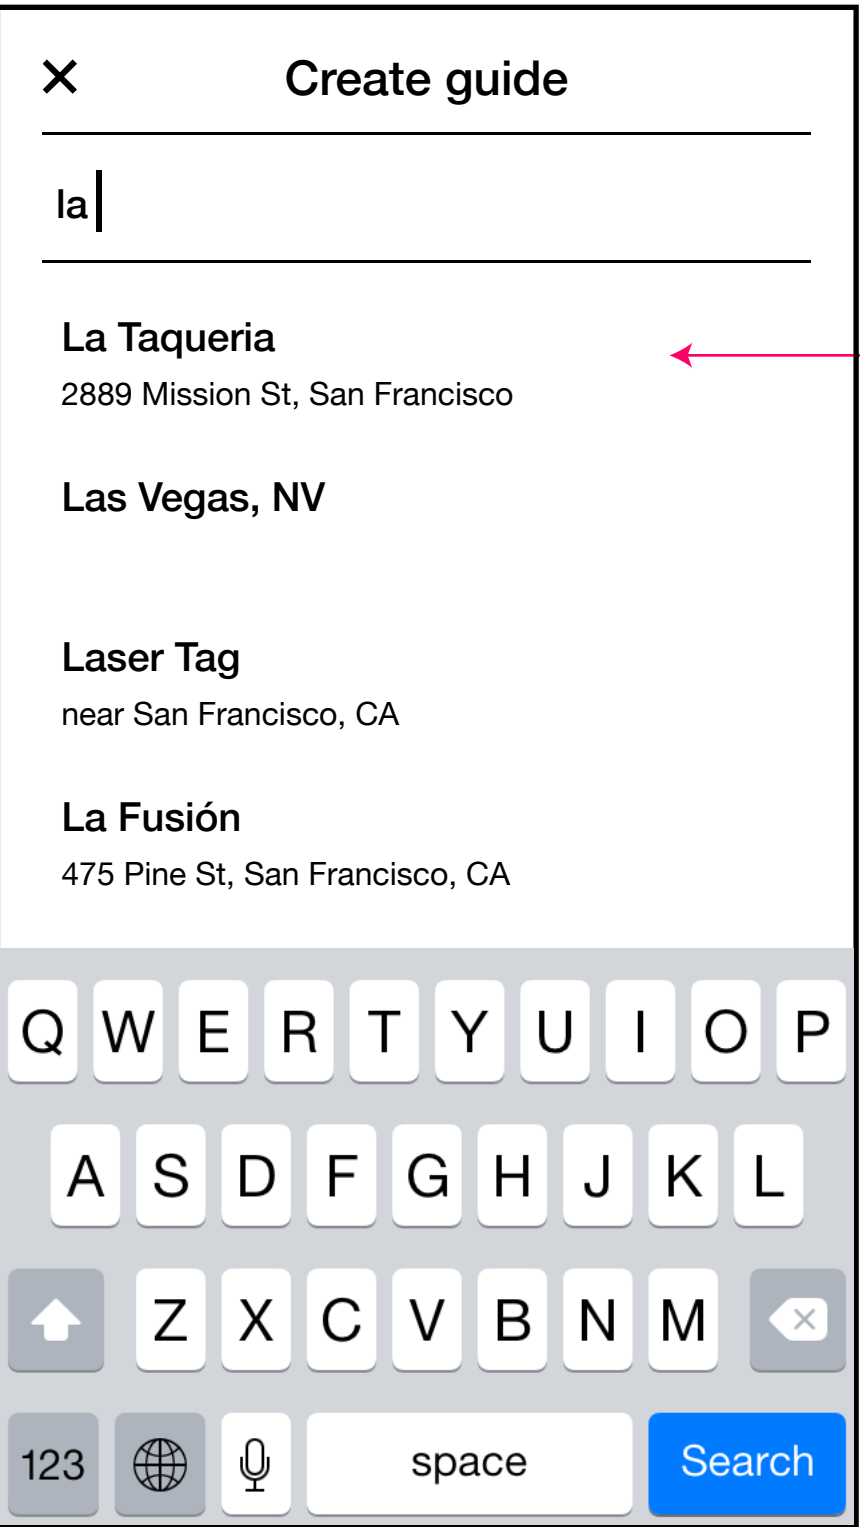 Create guide
la
La Taqueria
2889 Mission St, San Francisco
Las Vegas, NV
Laser Tag
near San Francisco, CA
La Fusión
475 Pine St, San Francisco, CA
Q W E R T Y U I O P
A S D F G H J K L
Z X C V B N M
123 space Search